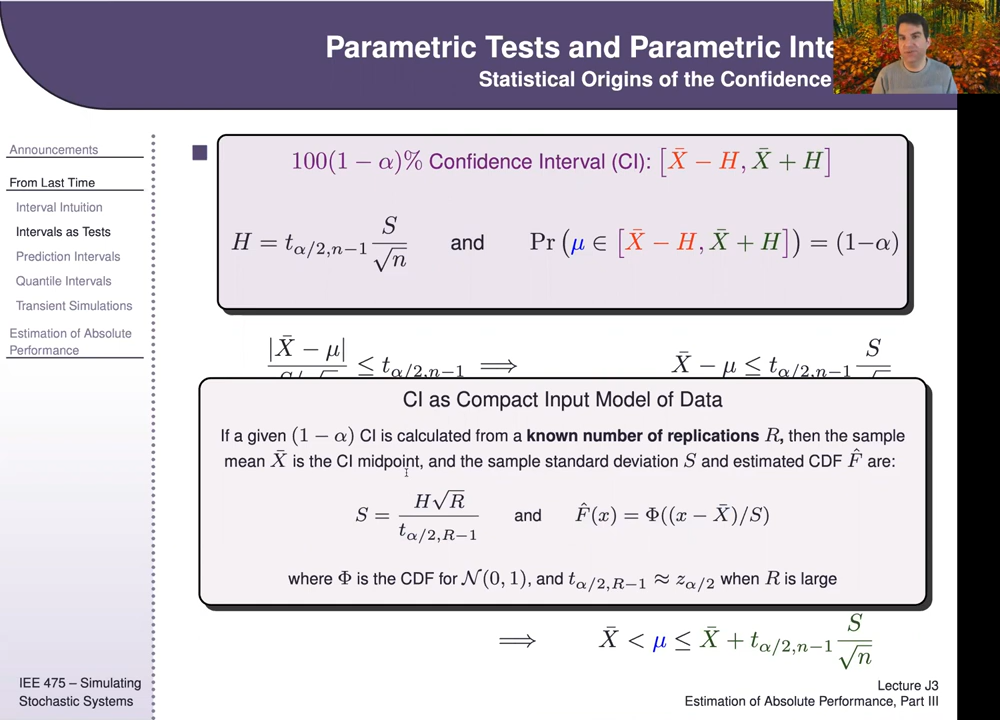 Parametric Tests and Parametric Inte
Statistical Origins of the Confidence
Announcements
From Last Time
Interval Intuition
Intervals as Tests
Prediction Intervals
Quantile Intervals
Transient Simulations
Estimation of Absolute
Performance
IEE 475 – Simulating
Stochastic Systems
100(1 − α)% Confidence Interval (CI): [X̄ − H, X̄ + H]
H = t_{α/2,n−1} S/√n and Pr(μ ∈ [X̄ − H, X̄ + H]) = (1−α)
|X̄ − μ| / S/√n ≤ t_{α/2,n−1} ⟹ X̄ − μ ≤ t_{α/2,n−1} S/√n
CI as Compact Input Model of Data
If a given (1 − α) CI is calculated from a known number of replications R, then the sample
mean X̄ is the CI midpoint, and the sample standard deviation S and estimated CDF F̂ are:
S = H√R / t_{α/2,R−1} and F̂(x) = Φ((x − X̄)/S)
where Φ is the CDF for 𝒩(0, 1), and t_{α/2,R−1} ≈ z_{α/2} when R is large
⟹ X̄ < μ ≤ X̄ + t_{α/2,n−1} S/√n
Lecture J3
Estimation of Absolute Performance, Part III